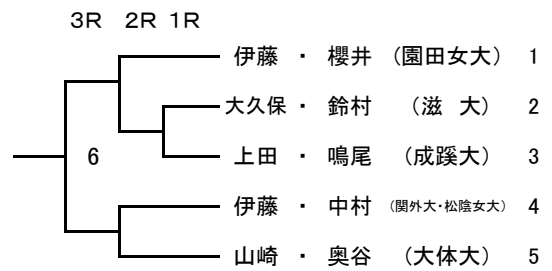 3R 2R 1R
伊藤 ・ 櫻井 （園田女大） 1
大久保 ・ 鈴村 （滋 大） 2
6
上田 ・ 鳴尾 （成蹊大） 3
伊藤 ・ 中村 （関外大・松陰女大） 4
山崎 ・ 奥谷 （大体大） 5